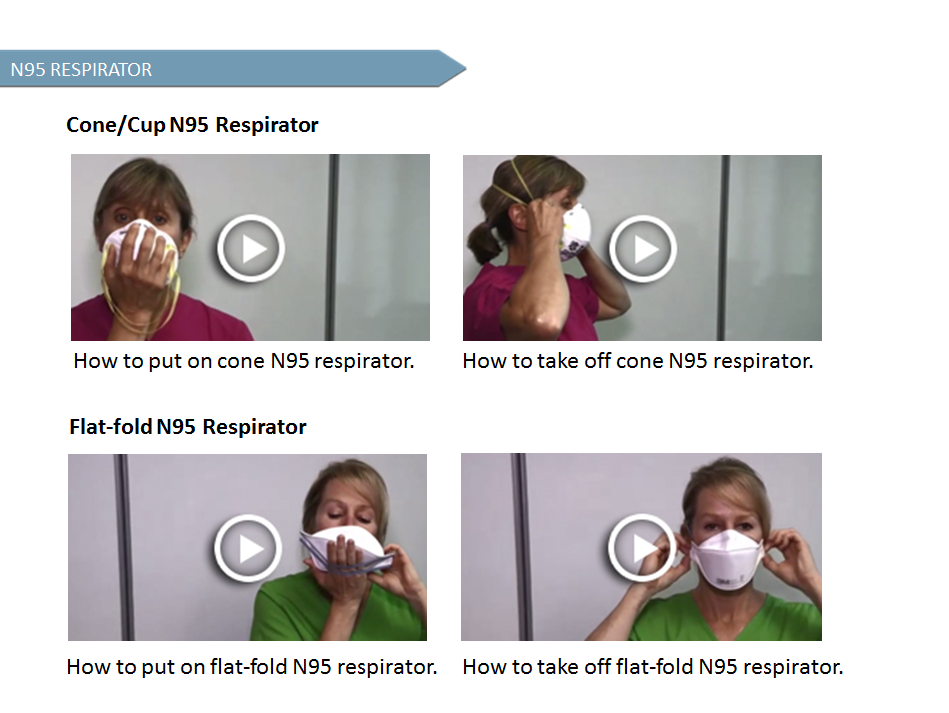 N95 RESPIRATOR
Cone/Cup N95 Respirator
How to put on cone N95 respirator.
How to take off cone N95 respirator.
Flat-fold N95 Respirator
How to put on flat-fold N95 respirator.
How to take off flat-fold N95 respirator.